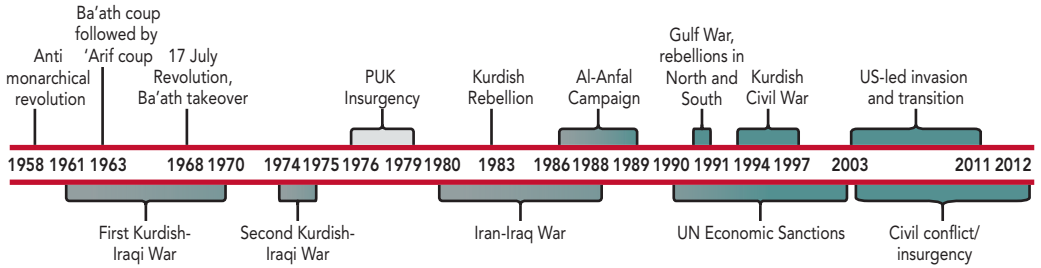 Anti
monarchical
revolution
Ba'ath coup
followed by
'Arif coup
17 July
Revolution,
Ba'ath takeover
PUK
Insurgency
Kurdish
Rebellion
Al-Anfal
Campaign
Gulf War,
rebellions in
North and
South
Kurdish
Civil War
US-led invasion
and transition
1958 1961 1963 1968 1970 1974 1975 1976 1979 1980 1983 1986 1988 1989 1990 1991 1994 1997 2003 2011 2012
First Kurdish-
Iraqi War
Second Kurdish-
Iraqi War
Iran-Iraq War
UN Economic Sanctions
Civil conflict/
insurgency